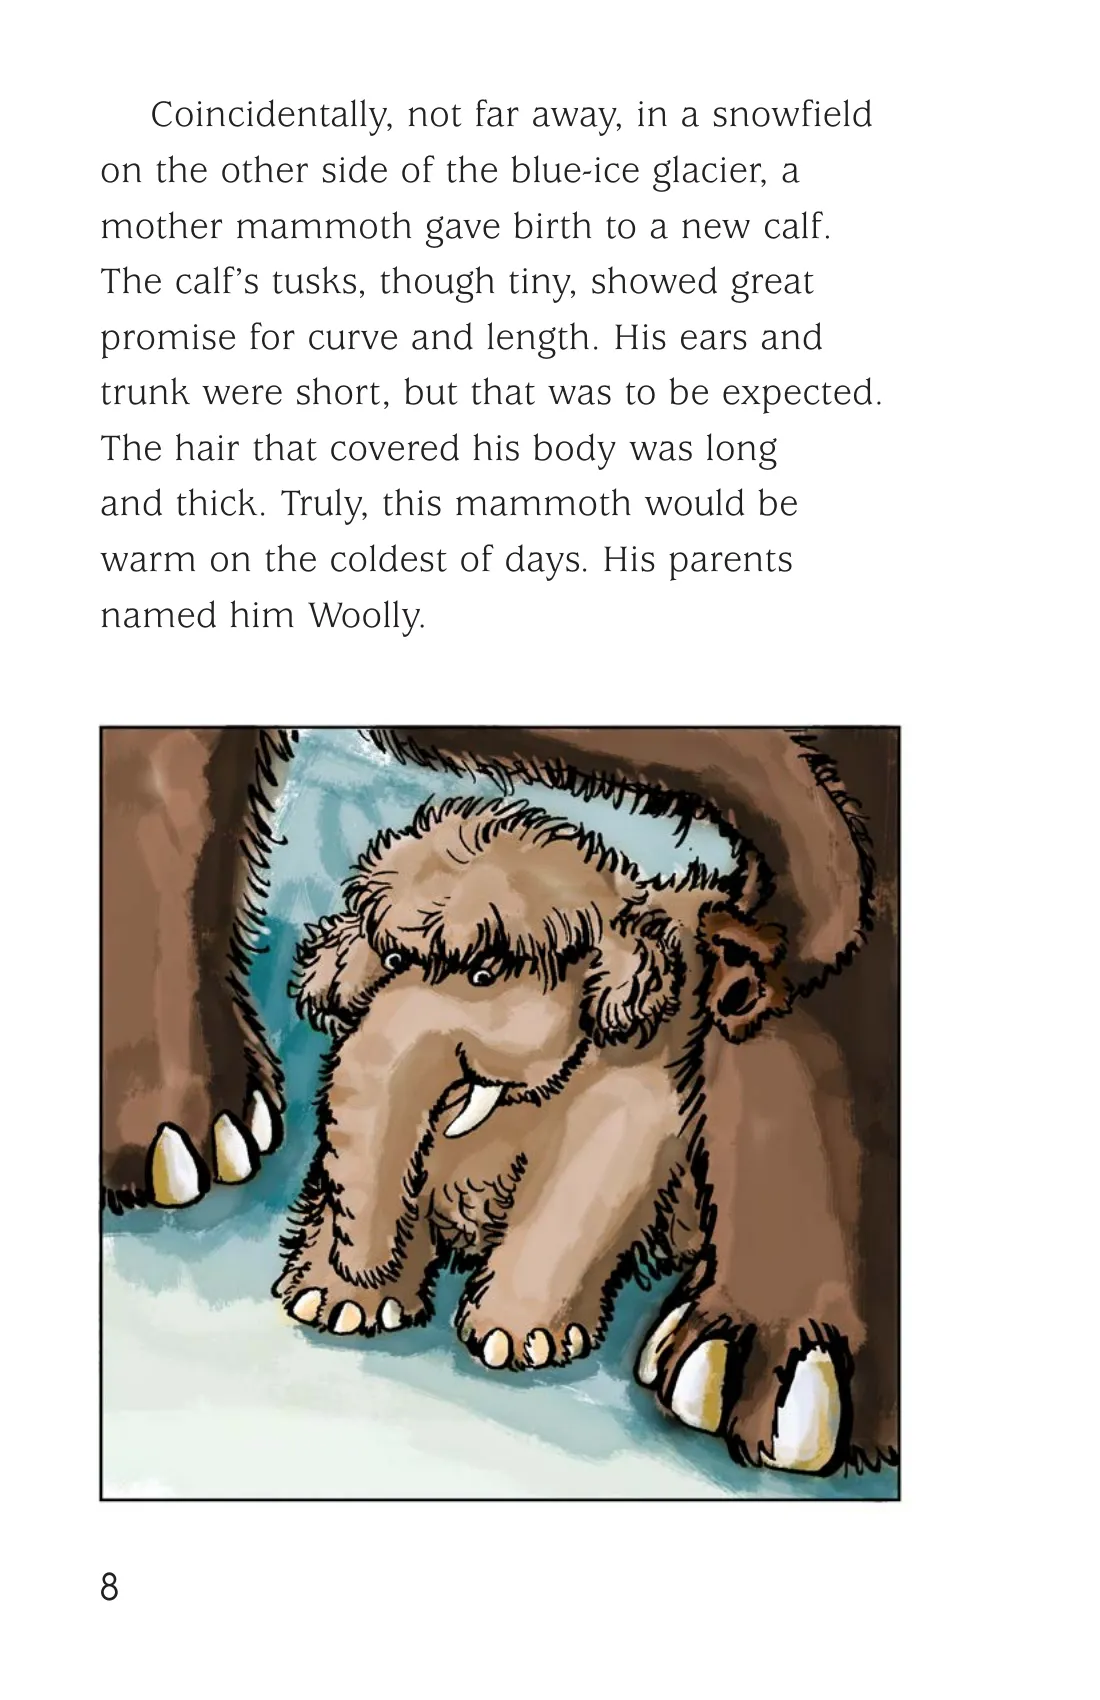 Coincidentally, not far away, in a snowfield
on the other side of the blue-ice glacier, a
mother mammoth gave birth to a new calf.
The calf’s tusks, though tiny, showed great
promise for curve and length. His ears and
trunk were short, but that was to be expected.
The hair that covered his body was long
and thick. Truly, this mammoth would be
warm on the coldest of days. His parents
named him Woolly.
8